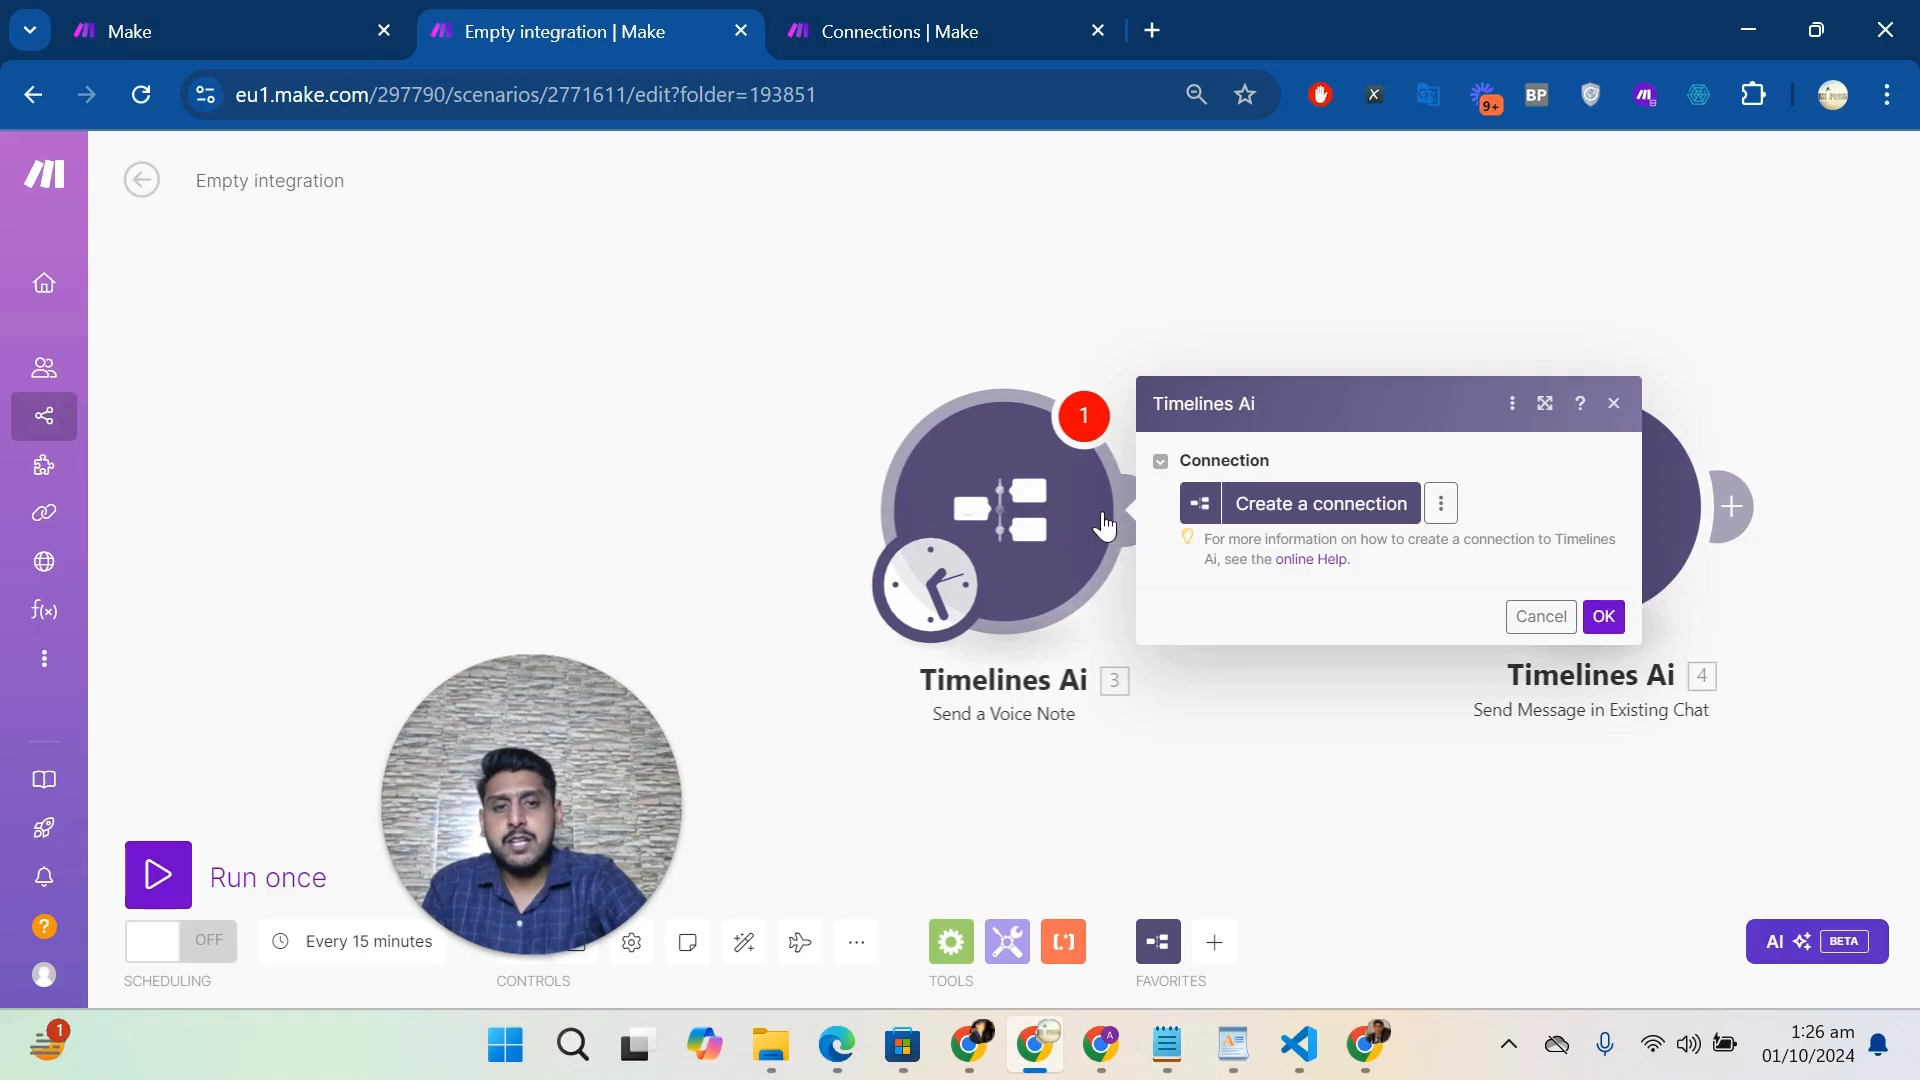 Make
Empty integration | Make
Connections | Make
eu1.make.com/297790/scenarios/2771611/edit?folder=193851
X
9+
BP
Empty integration
1
Timelines Ai
?
Connection
Create a connection
For more information on how to create a connection to Timelines
Ai, see the online Help.
Cancel
OK
Timelines Ai 3
Send a Voice Note
Timelines Ai 4
Send Message in Existing Chat
f(x)
Run once
OFF
Every 15 minutes
SCHEDULING
CONTROLS
TOOLS
FAVORITES
AI BETA
?
1
A
1:26 am
01/10/2024